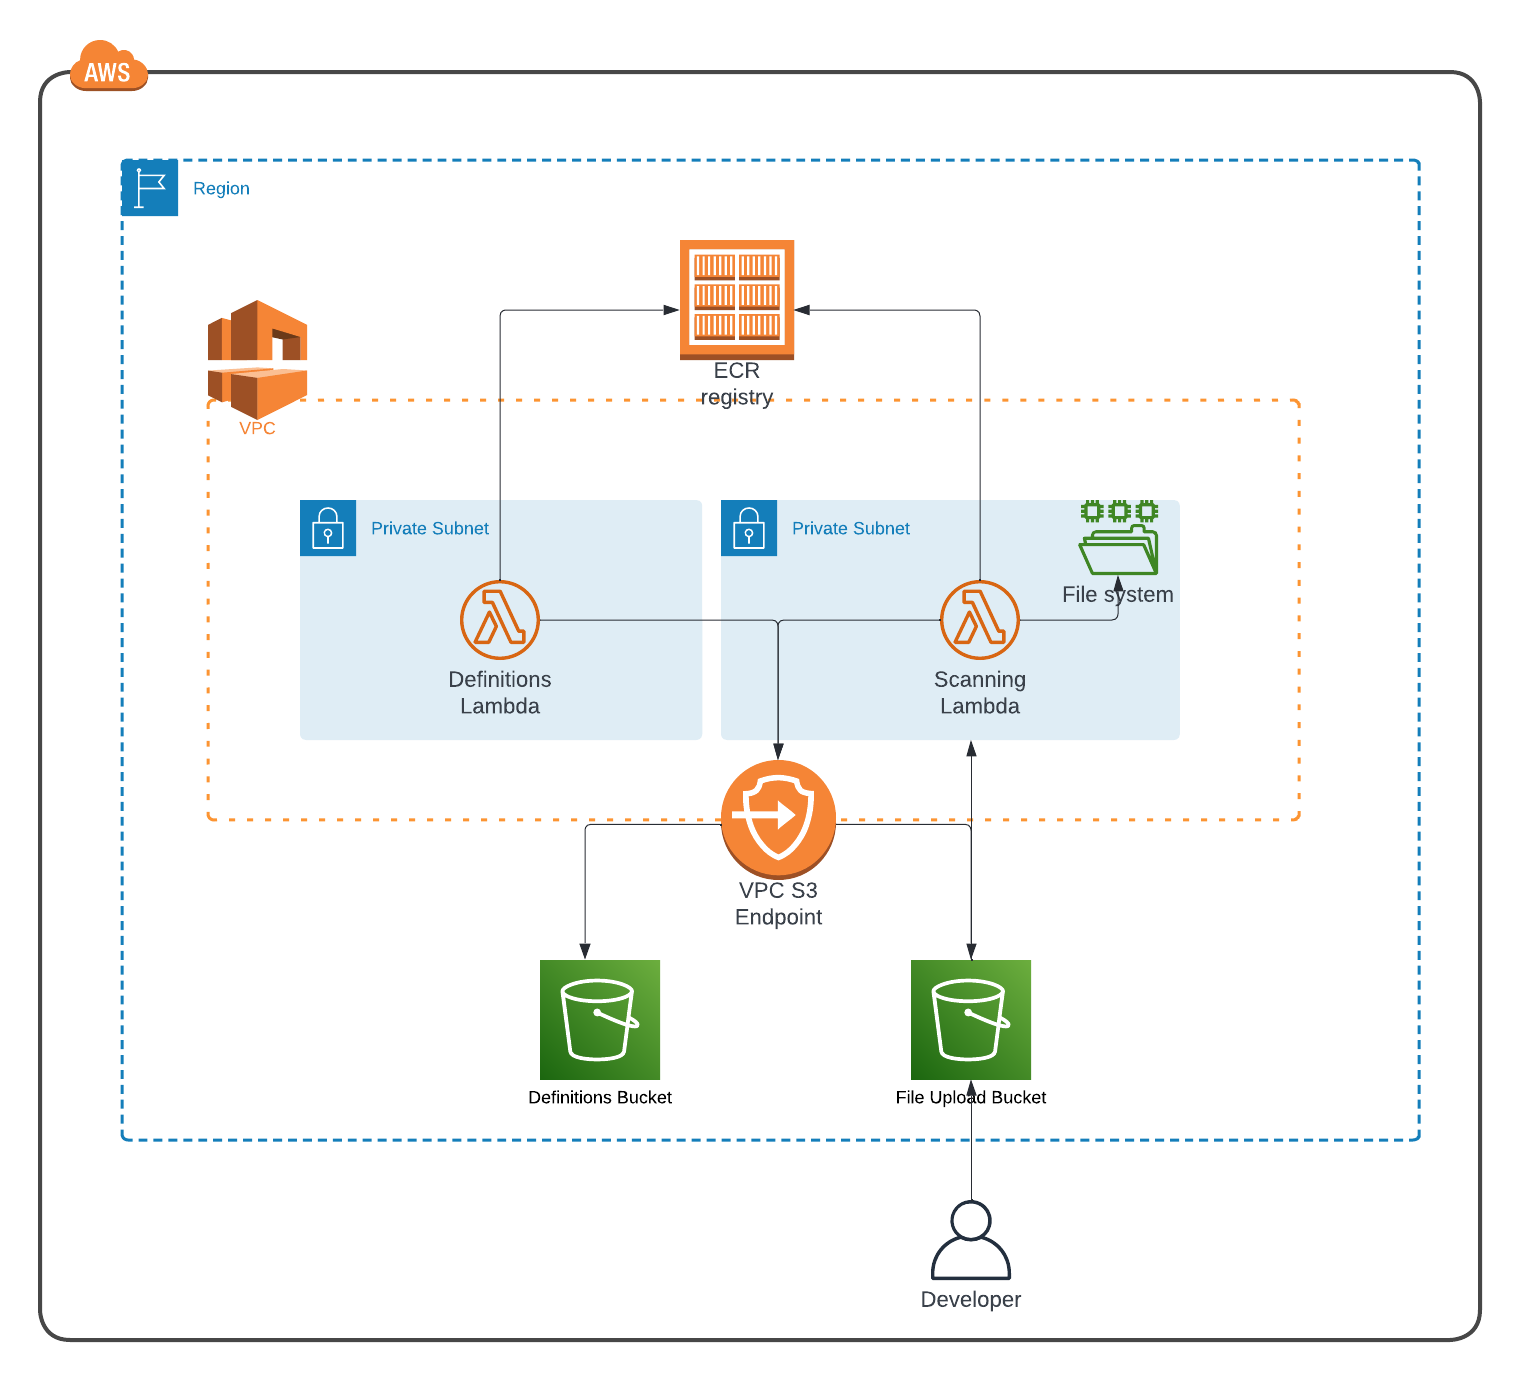 AWS
Region
ECR
registry
VPC
Private Subnet
Private Subnet
File system
Definitions
Lambda
Scanning
Lambda
VPC S3
Endpoint
Definitions Bucket
File Upload Bucket
Developer